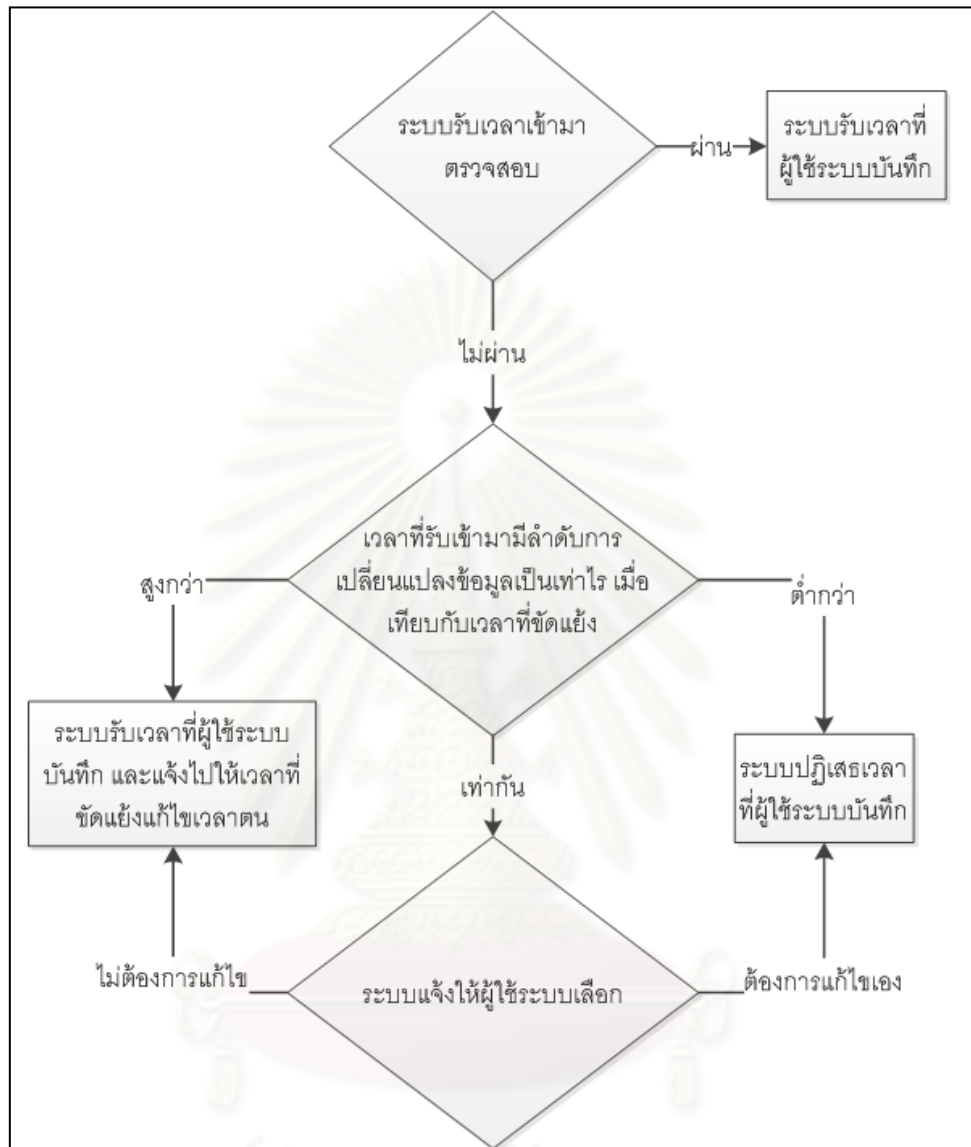 ระบบรับเวลาเข้ามา
ตรวจสอบ
ผ่าน
ระบบรับเวลาที่
ผู้ใช้ระบบบันทึก
ไม่ผ่าน
เวลาที่รับเข้ามามีลำดับการ
เปลี่ยนแปลงข้อมูลเป็นเท่าไร เมื่อ
เทียบกับเวลาที่ขัดแย้ง
สูงกว่า
ต่ำกว่า
ระบบรับเวลาที่ผู้ใช้ระบบ
บันทึก และแจ้งไปให้เวลาที่
ขัดแย้งแก้ไขเวลาตน
เท่ากัน
ระบบปฏิเสธเวลา
ที่ผู้ใช้ระบบบันทึก
ไม่ต้องการแก้ไข
ระบบแจ้งให้ผู้ใช้ระบบเลือก
ต้องการแก้ไขเอง